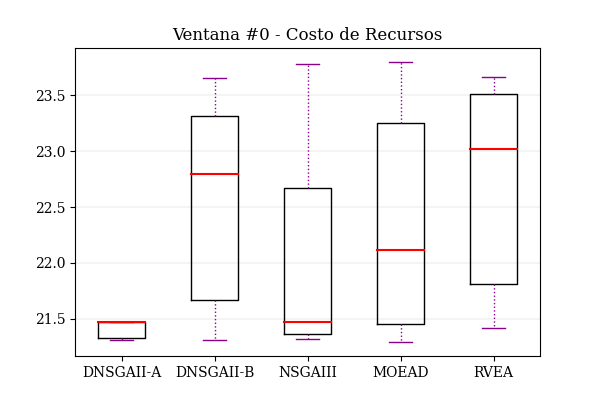 Ventana #0 - Costo de Recursos
23.5
23.0
22.5
22.0
21.5
DNSGAII-A DNSGAII-B NSGAIII MOEAD RVEA